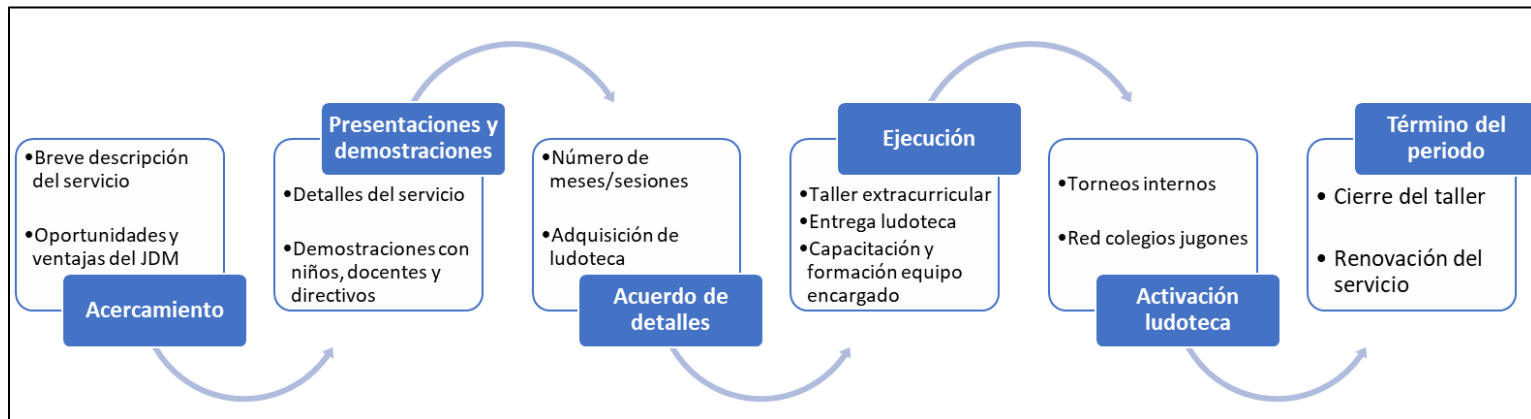 •Breve descripción
del servicio
•Oportunidades y
ventajas del JDM
Acercamiento
Presentaciones y
demostraciones
•Detalles del servicio
•Demostraciones con
niños, docentes y
directivos
•Número de
meses/sesiones
•Adquisición de
ludoteca
Acuerdo de
detalles
Ejecución
•Taller extracurricular
•Entrega ludoteca
•Capacitación y
formación equipo
encargado
•Torneos internos
•Red colegios jugones
Activación
ludoteca
Término del
periodo
• Cierre del taller
• Renovación del
servicio